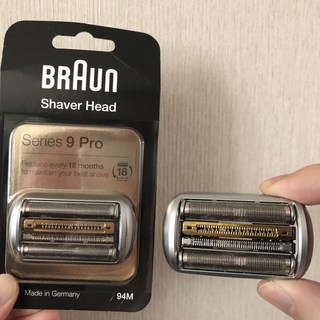 BRAUN
Shaver Head
Series 9 Pro
Replace every 18 months
to maintain your best shave
18
Made in Germany
94M